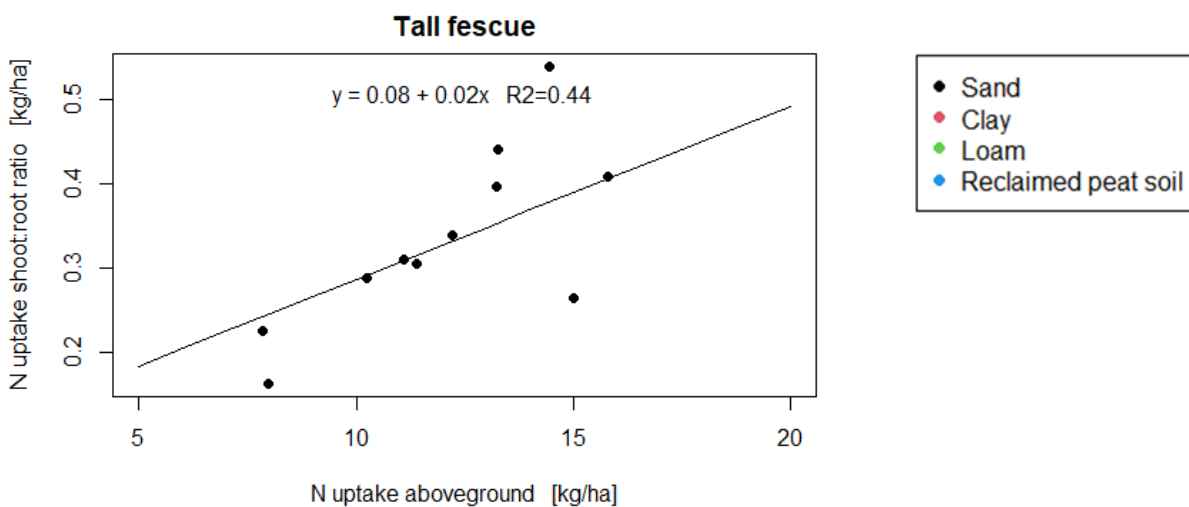 Tall fescue
y = 0.08 + 0.02x R2=0.44
N uptake shoot:root ratio [kg/ha]
0.5
0.4
0.3
0.2
5 10 15 20
N uptake aboveground [kg/ha]
Sand
Clay
Loam
Reclaimed peat soil